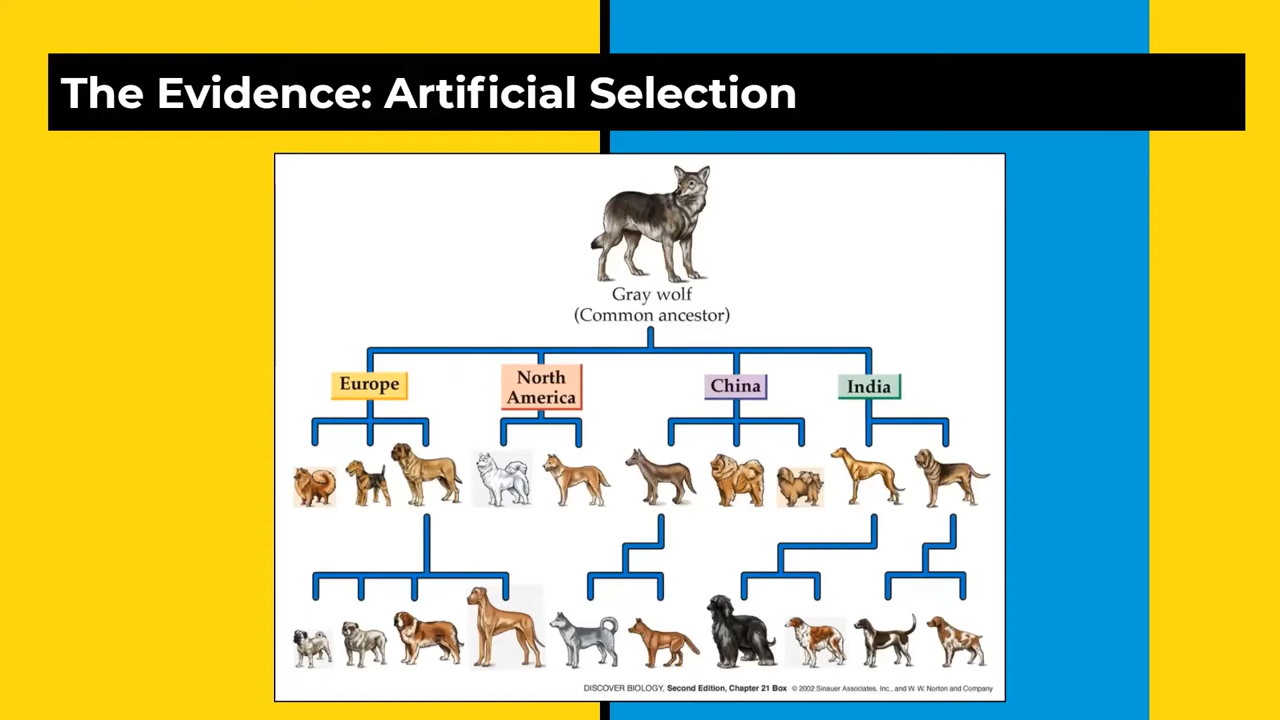 The Evidence: Artificial Selection
Gray wolf
(Common ancestor)
Europe
North
America
China
India
DISCOVER BIOLOGY, Second Edition, Chapter 21 Box © 2002 Sinauer Associates, Inc., and W. W. Norton and Company